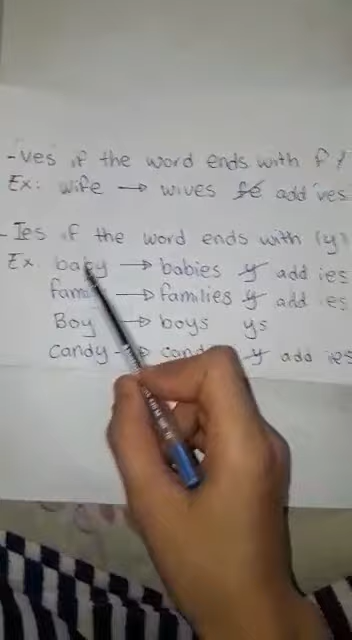 -ves if the word ends with f/
Ex: wife → wives fe add ves
- Ies if the word ends with (y)
Ex baby → babies y add ies
→ families y add es
Boy → boys ys
candy → y add ies